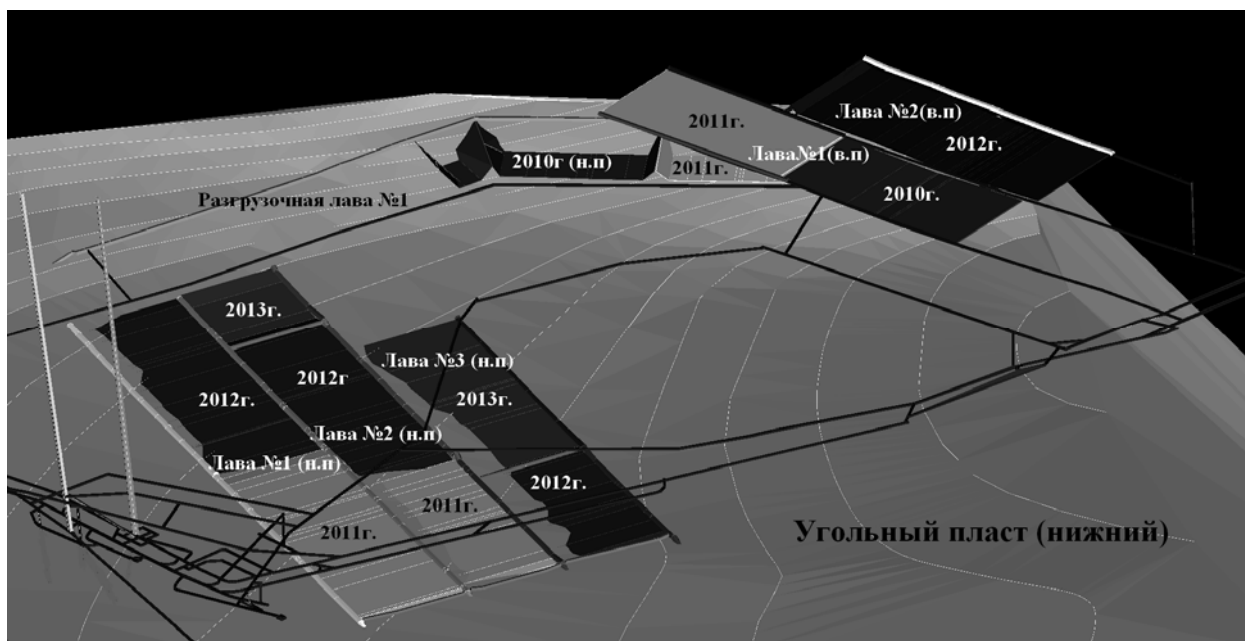 Лава №2(в.п)
2011г.
2012г.
Лава№1(в.п)
2010г (н.п)
2011г.
2010г.
Разгрузочная лава №1
2013г.
Лава №3 (н.п)
2012г
2012г.
2013г.
Лава №2 (н.п)
Лава №1 (н.п)
2011г.
2012г.
2011г.
Угольный пласт (нижний)